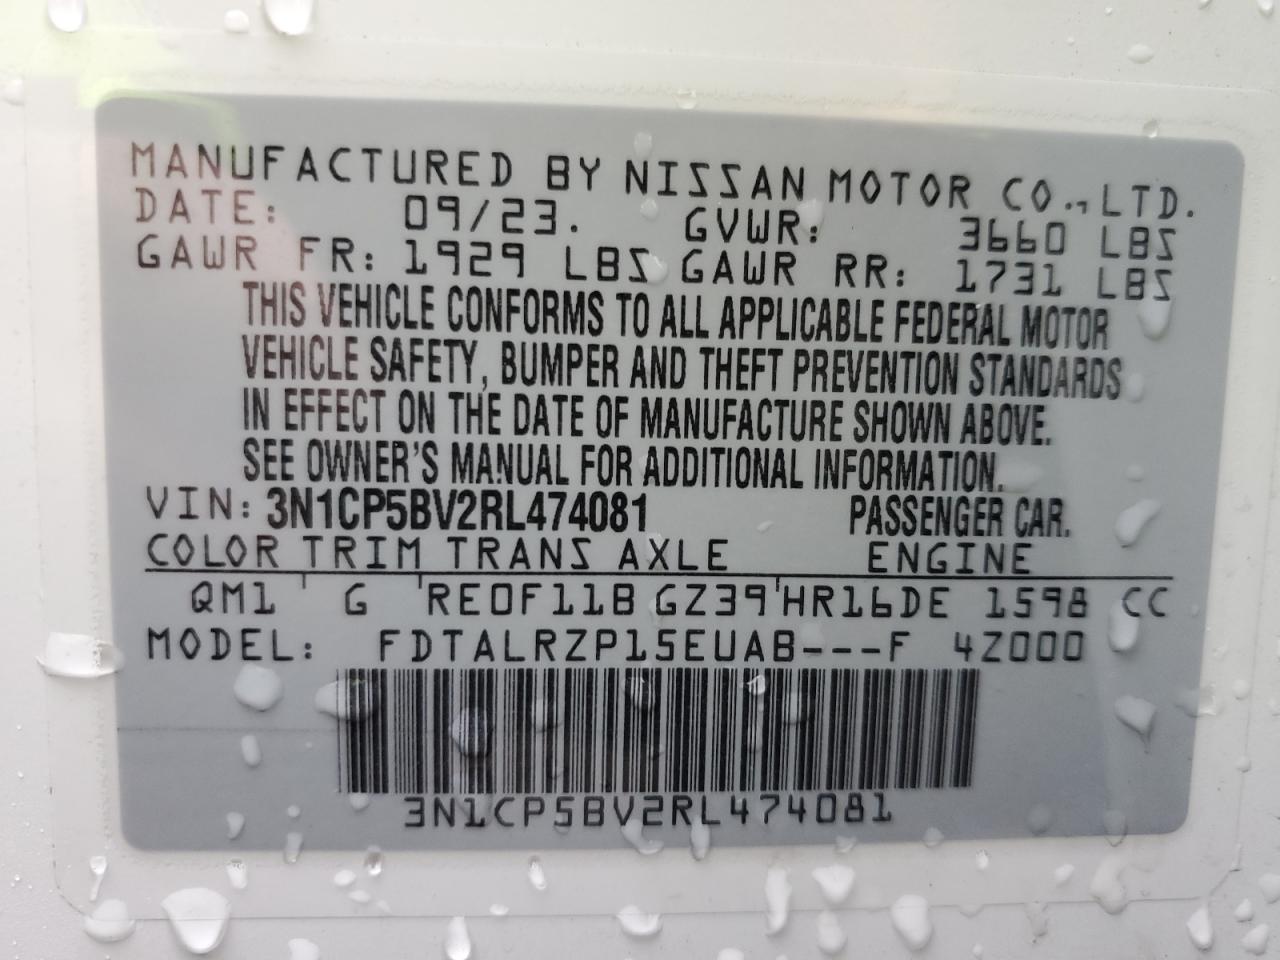 MANUFACTURED BY NISSAN MOTOR CO., LTD.
DATE: 09/23. GVWR: 3660 LBS
GAWR FR: 1929 LBS GAWR RR: 1731 LBS
THIS VEHICLE CONFORMS TO ALL APPLICABLE FEDERAL MOTOR
VEHICLE SAFETY, BUMPER AND THEFT PREVENTION STANDARDS
IN EFFECT ON THE DATE OF MANUFACTURE SHOWN ABOVE.
SEE OWNER'S MANUAL FOR ADDITIONAL INFORMATION.
VIN: 3N1CP5BV2RL474081 PASSENGER CAR.
COLOR TRIM TRANS AXLE ENGINE
QM1 ' G ' RE0F11B GZ39 ' HR16DE 1598 CC
MODEL: FDTALRZP15EUAB---F 4Z000
3N1CP5BV2RL474081